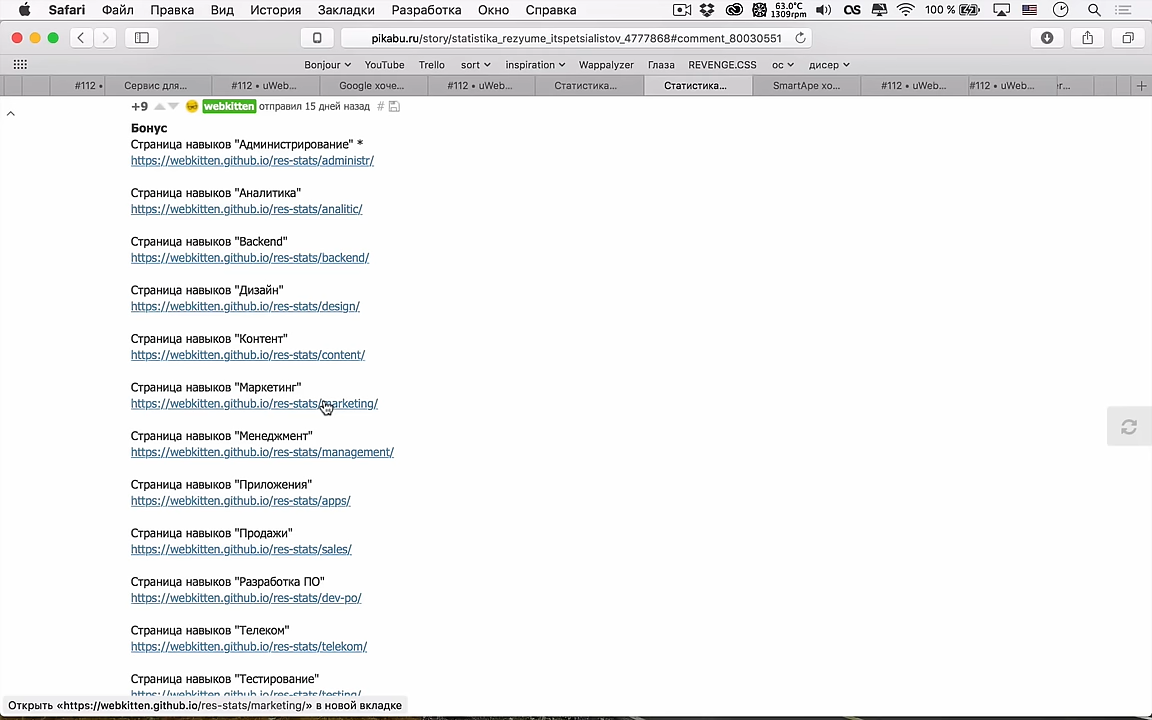 Safari Файл Правка Вид История Закладки Разработка Окно Справка 63.0°C 1309rpm 100 %
pikabu.ru/story/statistika_rezyume_itspetsialistov_4777868#comment_80030551
Bonjour YouTube Trello sort inspiration Wappalyzer Глаза REVENGE.CSS ос дисер
#112 • Сервис для... #112 • uWeb... Google хоче... #112 • uWeb... Статистика... Статистика... SmartApe хо... #112 • uWeb... #112 • uWeb...
+9 webkitten отправил 15 дней назад #
Бонус
Страница навыков "Администрирование" *
https://webkitten.github.io/res-stats/administr/
Страница навыков "Аналитика"
https://webkitten.github.io/res-stats/analitic/
Страница навыков "Backend"
https://webkitten.github.io/res-stats/backend/
Страница навыков "Дизайн"
https://webkitten.github.io/res-stats/design/
Страница навыков "Контент"
https://webkitten.github.io/res-stats/content/
Страница навыков "Маркетинг"
https://webkitten.github.io/res-stats/marketing/
Страница навыков "Менеджмент"
https://webkitten.github.io/res-stats/management/
Страница навыков "Приложения"
https://webkitten.github.io/res-stats/apps/
Страница навыков "Продажи"
https://webkitten.github.io/res-stats/sales/
Страница навыков "Разработка ПО"
https://webkitten.github.io/res-stats/dev-po/
Страница навыков "Телеком"
https://webkitten.github.io/res-stats/telekom/
Страница навыков "Тестирование"
https://webkitten.github.io/res-stats/testing/
Открыть «https://webkitten.github.io/res-stats/marketing/» в новой вкладке